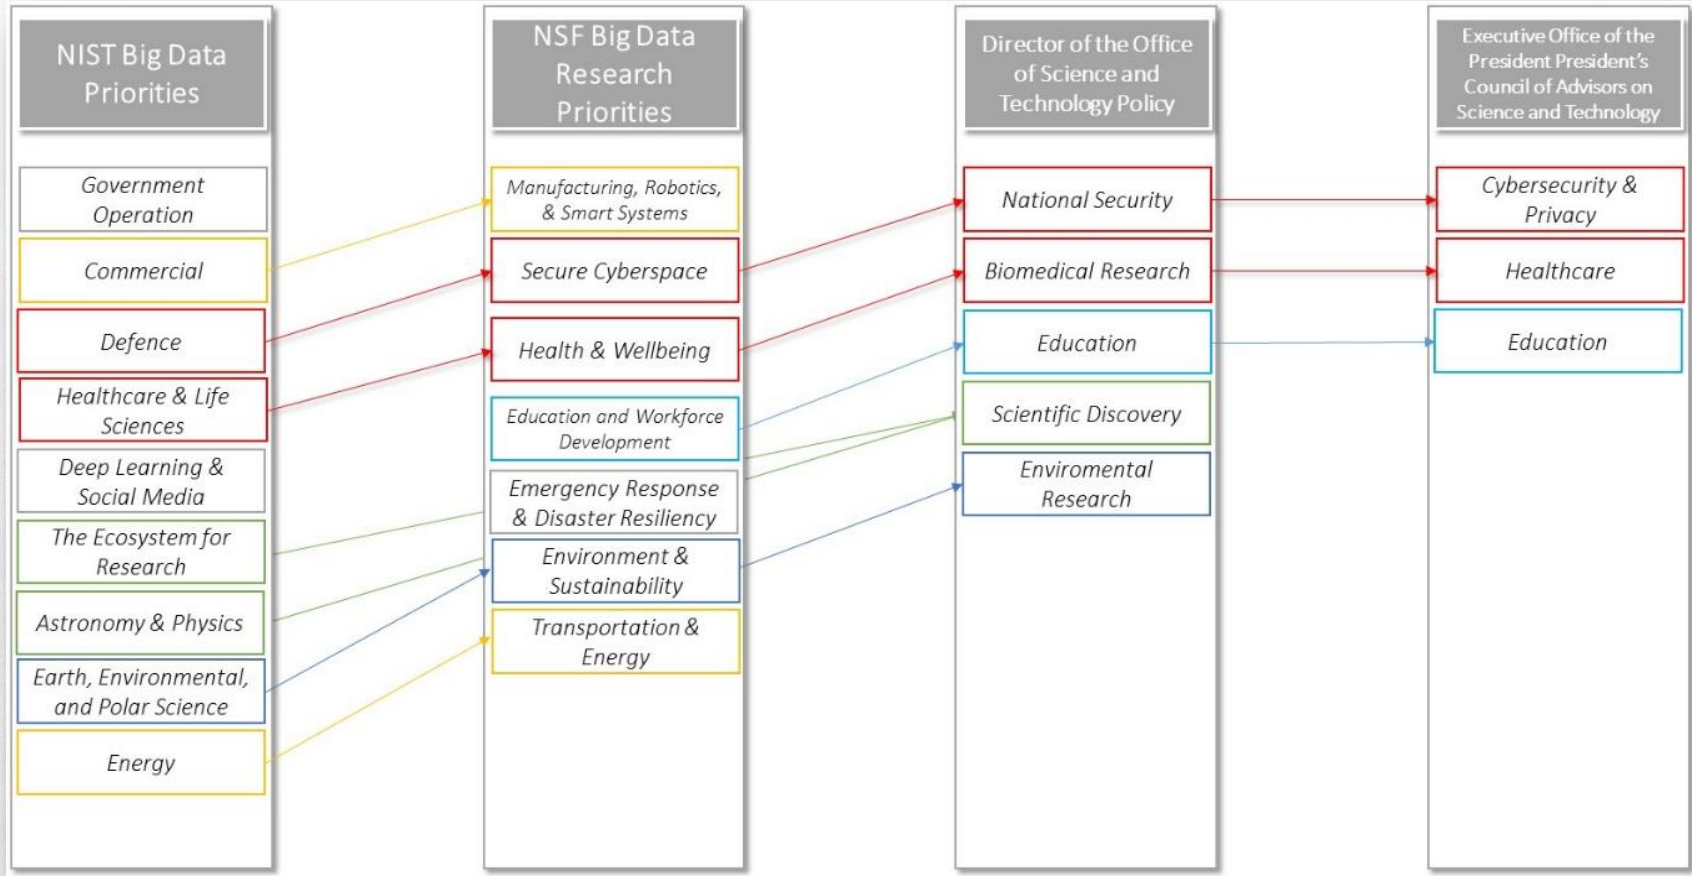 NIST Big Data
Priorities
Government
Operation
Commercial
Defence
Healthcare & Life
Sciences
Deep Learning &
Social Media
The Ecosystem for
Research
Astronomy & Physics
Earth, Environmental,
and Polar Science
Energy
NSF Big Data
Research
Priorities
Manufacturing, Robotics,
& Smart Systems
Secure Cyberspace
Health & Wellbeing
Education and Workforce
Development
Emergency Response
& Disaster Resiliency
Environment &
Sustainability
Transportation &
Energy
Director of the Office
of Science and
Technology Policy
National Security
Biomedical Research
Education
Scientific Discovery
Enviromental
Research
Executive Office of the
President President's
Council of Advisors on
Science and Technology
Cybersecurity &
Privacy
Healthcare
Education